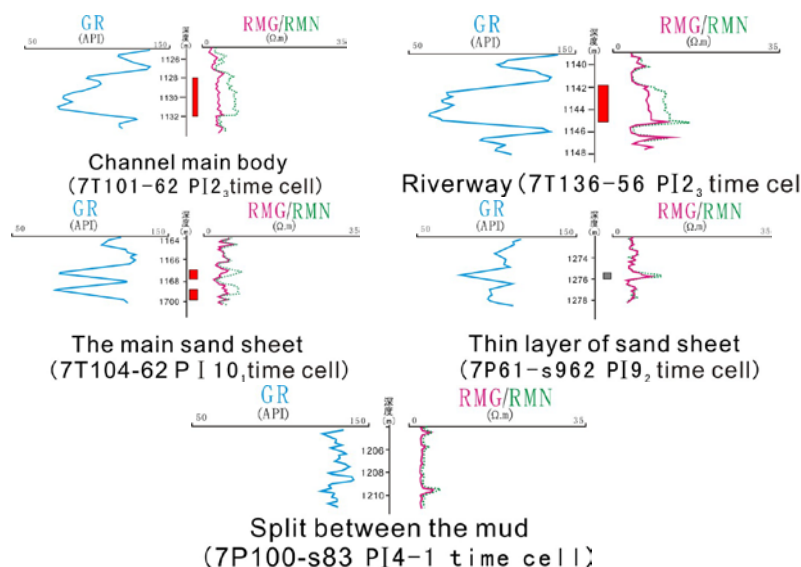 GR RMG/RMN
(API) (Ω.m)
50 150 (m) 0 35
1126
1128
1130
1132
Channel main body
(7T101-62 PI2₃time cell)
GR RMG/RMN
(API) (Ω.m)
50 150 (m) 0 35
1140
1142
1144
1146
1148
Riverway (7T136-56 PI2₃ time cel
GR RMG/RMN
(API) (Ω.m)
50 150 (m) 0 35
1164
1166
1168
1700
The main sand sheet
(7T104-62 P I 10₁time cell)
GR RMG/RMN
(API) (Ω.m)
50 150 (m) 0 35
1274
1276
1278
Thin layer of sand sheet
(7P61-s962 PI9₂ time cell)
GR RMG/RMN
(API) (Ω.m)
50 150 (m) 0 35
1206
1208
1210
Split between the mud
(7P100-s83 PI4-1 time cell)